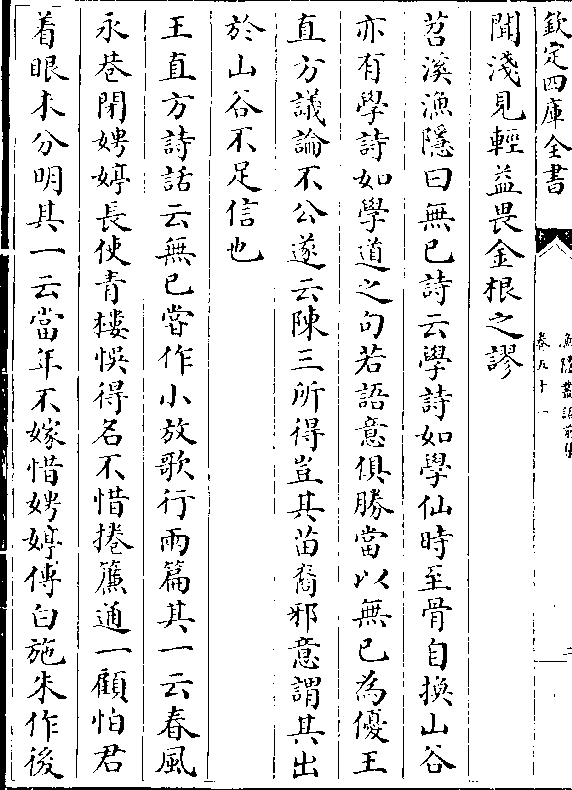 欽定四庫全書
漁隱叢話前集
卷五十一
聞淺見輕益畏金根之謬
苕溪漁隱曰無已詩云學詩如學仙時至骨自換山谷
亦有學詩如學道之句若語意俱勝當以無已為優王
直方議論不公遂云陳三所得豈其苗裔邪意謂其出
於山谷不足信也
王直方詩話云無已嘗作小放歌行兩篇其一云春風
永巷閉娉婷長使青樓悞得名不惜捲簾通一顧怕君
着眼未分明其一云當年不嫁惜娉婷傅白施朱作後